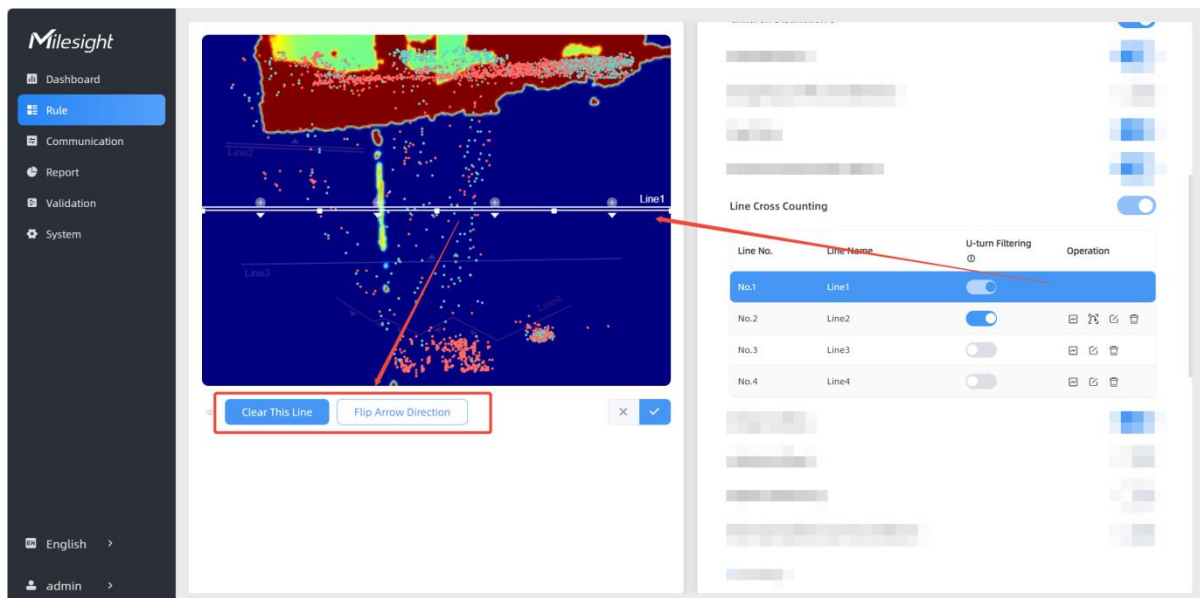 Milesight
Dashboard
Rule
Communication
Report
Validation
System
EN English
admin
Line2
Line1
Line3
Line4
Clear This Line
Flip Arrow Direction
Line Cross Counting
Line No. Line Name U-turn Filtering Operation
No.1 Line1
No.2 Line2
No.3 Line3
No.4 Line4